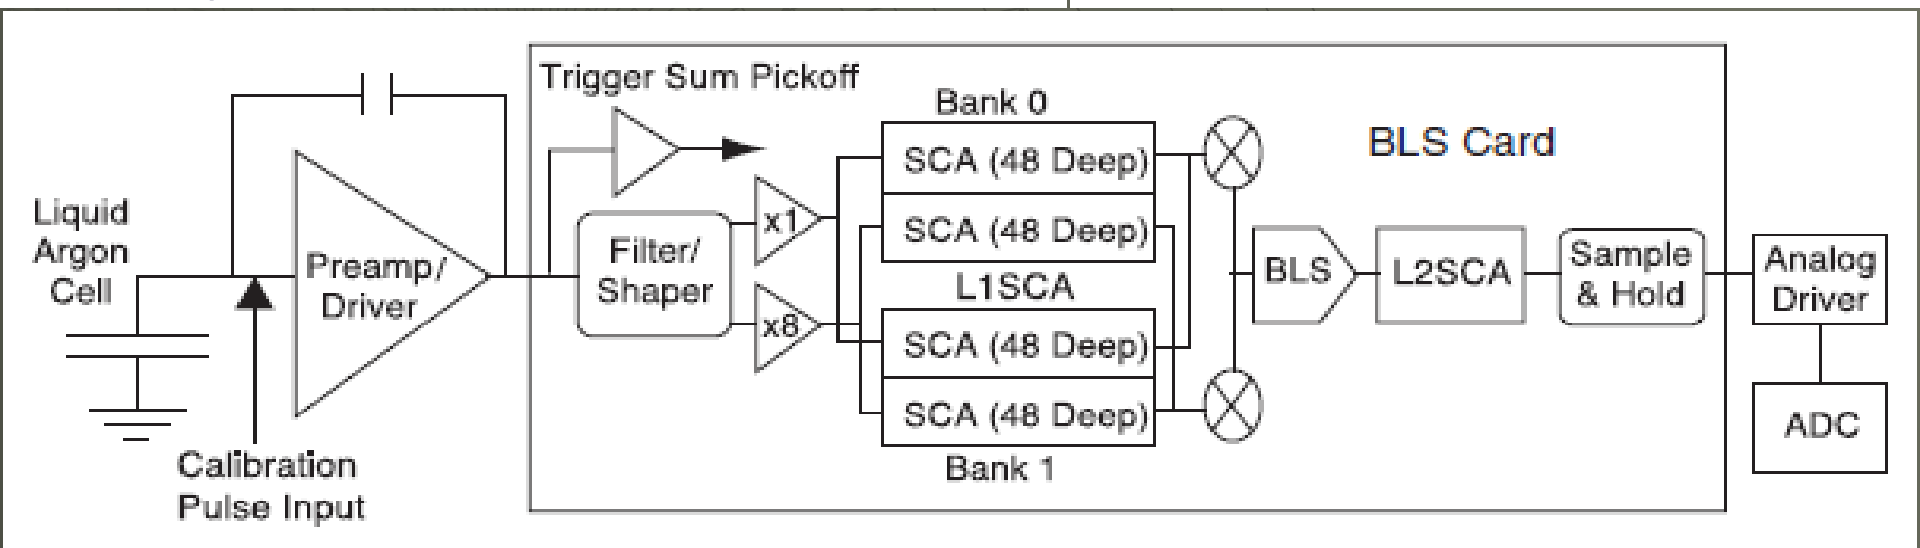 Trigger Sum Pickoff
Bank 0
BLS Card
SCA (48 Deep)
x1
Liquid
Argon
Cell
Preamp/
Driver
Filter/
Shaper
SCA (48 Deep)
L1SCA
BLS
L2SCA
Sample
& Hold
Analog
Driver
x8
SCA (48 Deep)
SCA (48 Deep)
ADC
Bank 1
Calibration
Pulse Input